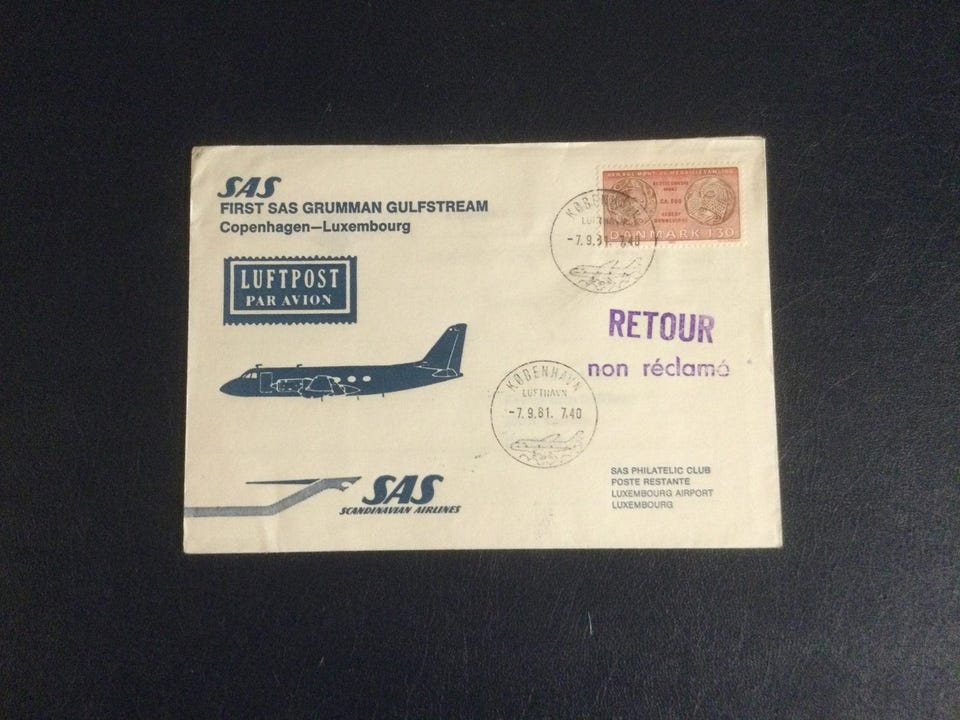 SAS
FIRST SAS GRUMMAN GULFSTREAM
Copenhagen–Luxembourg
LUFTPOST
PAR AVION
DANMARK 130
KØBENHAVN
LUFTHAVN
-7.9.81. 7.40
RETOUR
non réclamé
KØBENHAVN
LUFTHAVN
-7.9.81. 7.40
SAS
SCANDINAVIAN AIRLINES
SAS PHILATELIC CLUB
POSTE RESTANTE
LUXEMBOURG AIRPORT
LUXEMBOURG